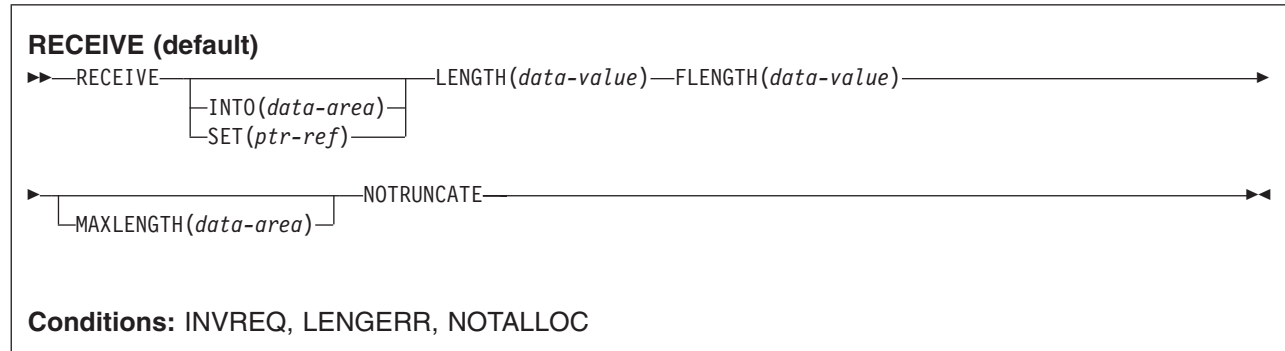 RECEIVE (default)
RECEIVE LENGTH(data-value) FLENGTH(data-value)
INTO(data-area)
SET(ptr-ref)
NOTRUNCATE
MAXLENGTH(data-area)
Conditions: INVREQ, LENGERR, NOTALLOC